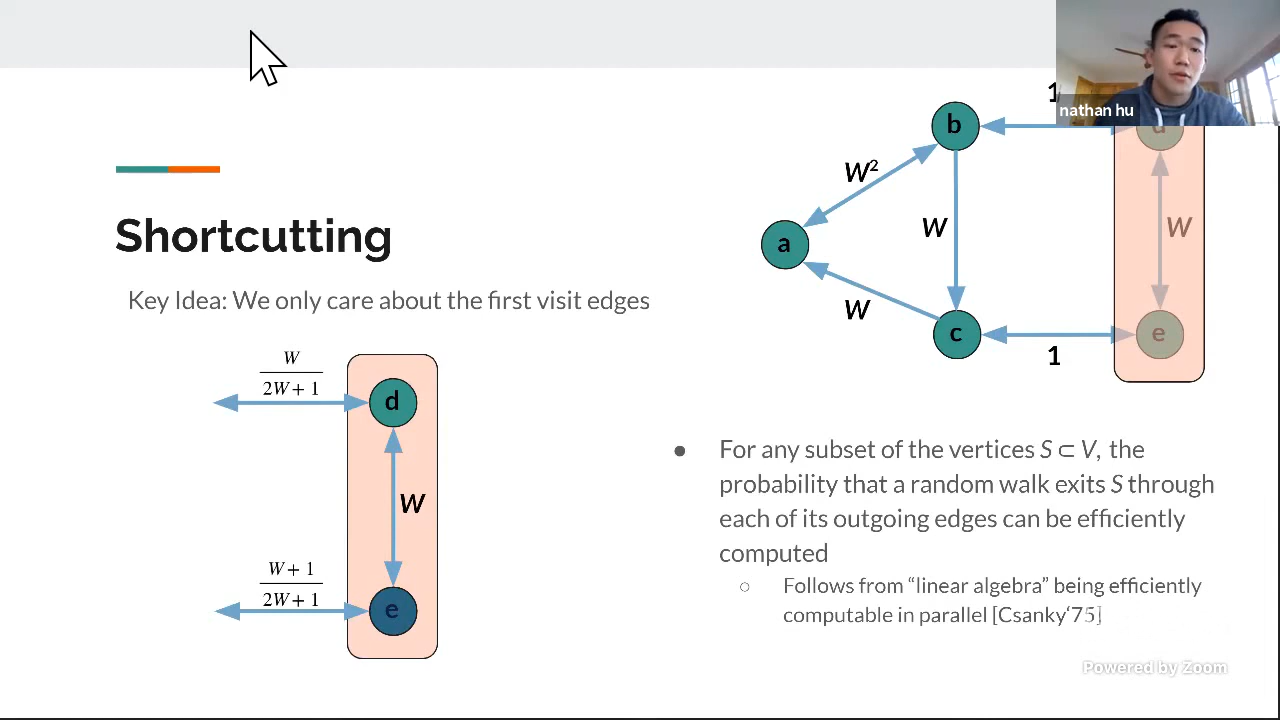 nathan hu
1
b
W²
W
a
W
W
c
e
1
Shortcutting
Key Idea: We only care about the first visit edges
W
2W + 1
d
W
W + 1
2W + 1
e
● For any subset of the vertices S ⊂ V, the
probability that a random walk exits S through
each of its outgoing edges can be efficiently
computed
○ Follows from “linear algebra” being efficiently
computable in parallel [Csanky‘75]
Powered by Zoom